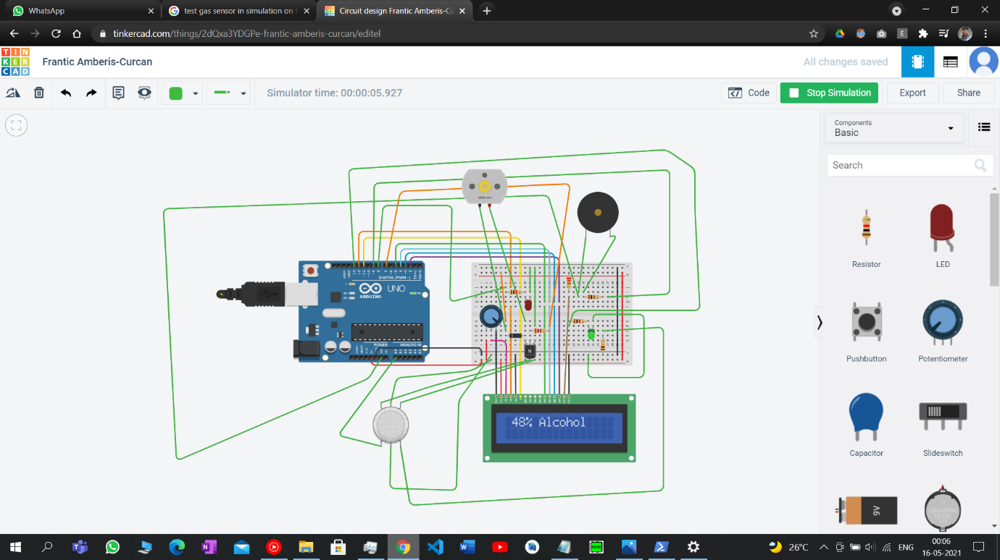 WhatsApp
test gas sensor in simulation on t
Circuit design Frantic Amberis-Cu
tinkercad.com/things/2dQxa3YDGPe-frantic-amberis-curcan/editel
E
TIN
KER
CAD
Frantic Amberis-Curcan
All changes saved
Simulator time: 00:00:05.927
Code
Stop Simulation
Export
Share
Components
Basic
Search
Resistor
LED
Pushbutton
Potentiometer
Capacitor
Slideswitch
9V
DIGITAL (PWM~)
UNO
ARDUINO
POWER
ANALOG IN
N
48% Alcohol
26°C
ENG
00:06
16-05-2021